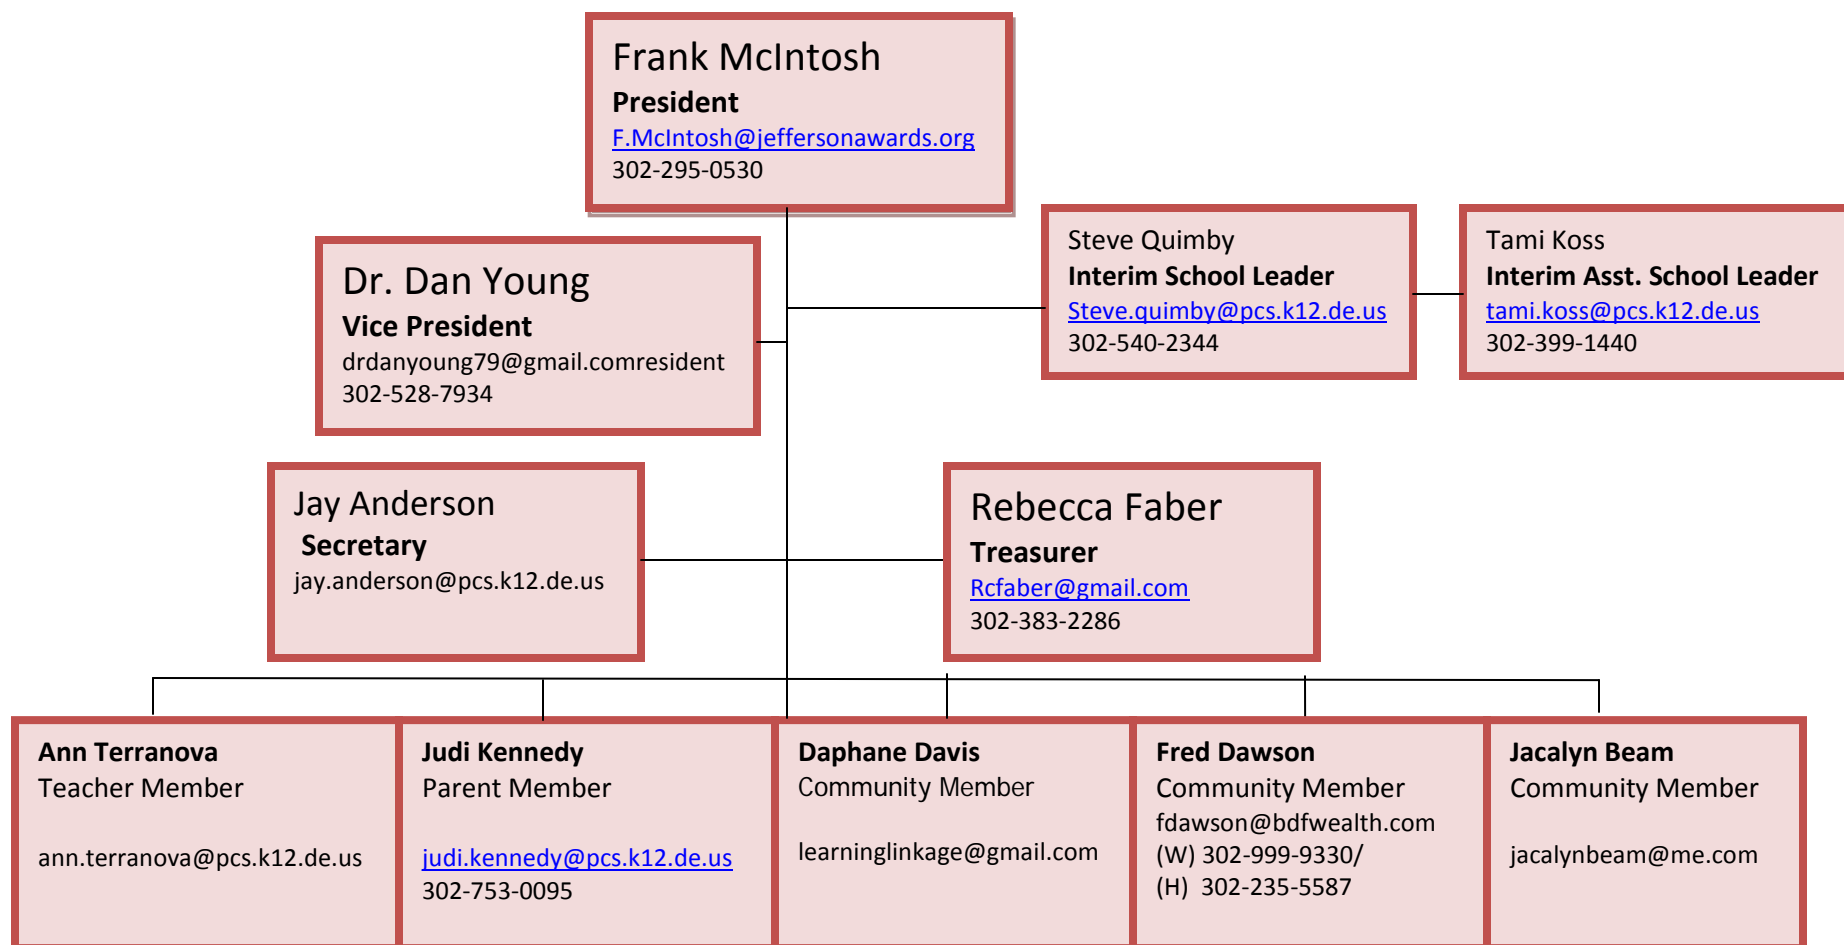 Frank McIntosh
President
F.McIntosh@jeffersonawards.org
302-295-0530
Steve Quimby
Interim School Leader
Steve.quimby@pcs.k12.de.us
302-540-2344
Tami Koss
Interim Asst. School Leader
tami.koss@pcs.k12.de.us
302-399-1440
Dr. Dan Young
Vice President
drdanyoung79@gmail.comresident
302-528-7934
Jay Anderson
Secretary
jay.anderson@pcs.k12.de.us
Rebecca Faber
Treasurer
Rcfaber@gmail.com
302-383-2286
Ann Terranova
Teacher Member
ann.terranova@pcs.k12.de.us
Judi Kennedy
Parent Member
judi.kennedy@pcs.k12.de.us
302-753-0095
Daphane Davis
Community Member
learninglinkage@gmail.com
Fred Dawson
Community Member
fdawson@bdfwealth.com
(W) 302-999-9330/
(H) 302-235-5587
Jacalyn Beam
Community Member
jacalynbeam@me.com